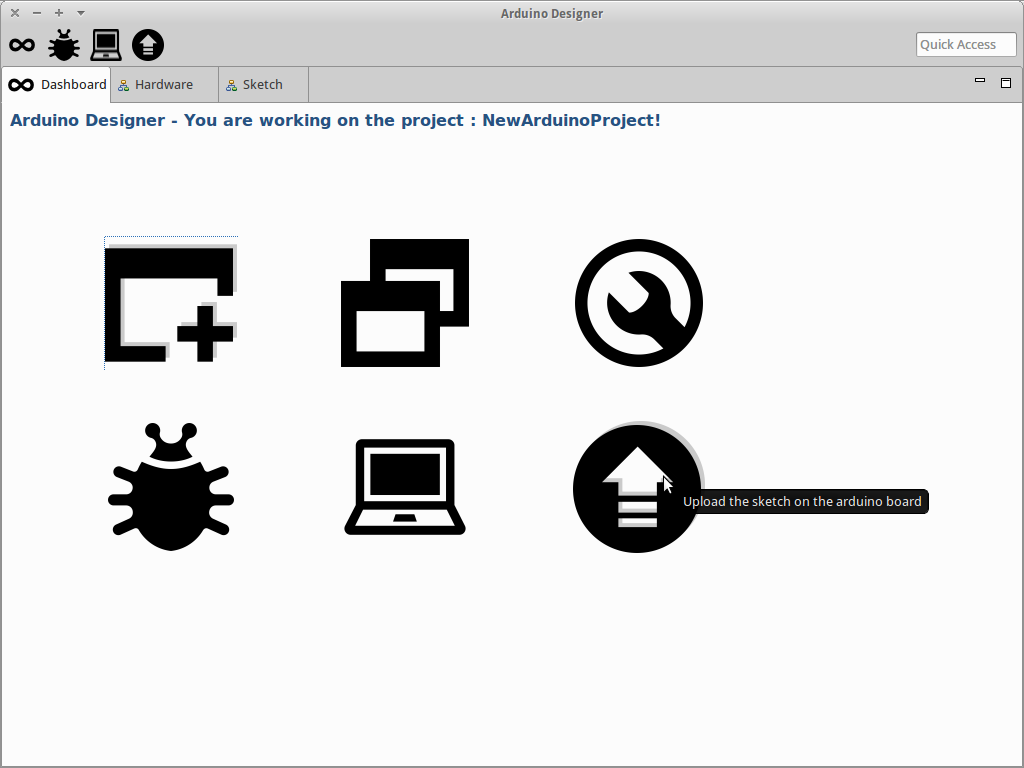 Arduino Designer
Quick Access
Dashboard
Hardware
Sketch
Arduino Designer - You are working on the project : NewArduinoProject!
Upload the sketch on the arduino board